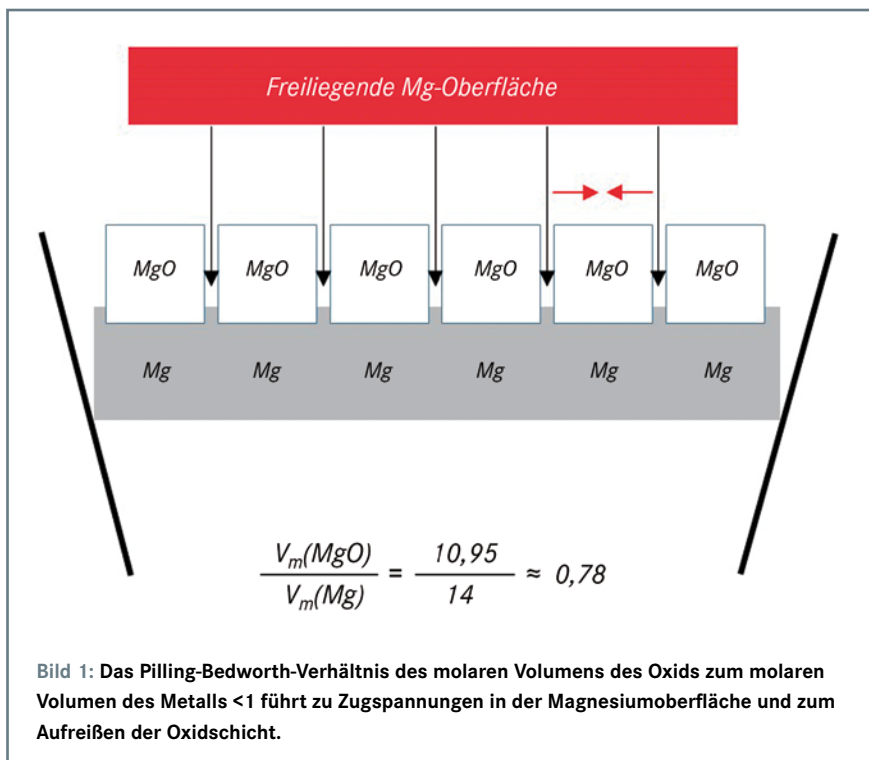 Freiliegende Mg-Oberfläche
MgO MgO MgO MgO MgO MgO
Mg Mg Mg Mg Mg Mg
V_m(MgO) / V_m(Mg) = 10,95 / 14 ≈ 0,78
Bild 1: Das Pilling-Bedworth-Verhältnis des molaren Volumens des Oxids zum molaren
Volumen des Metalls <1 führt zu Zugspannungen in der Magnesiumoberfläche und zum
Aufreißen der Oxidschicht.